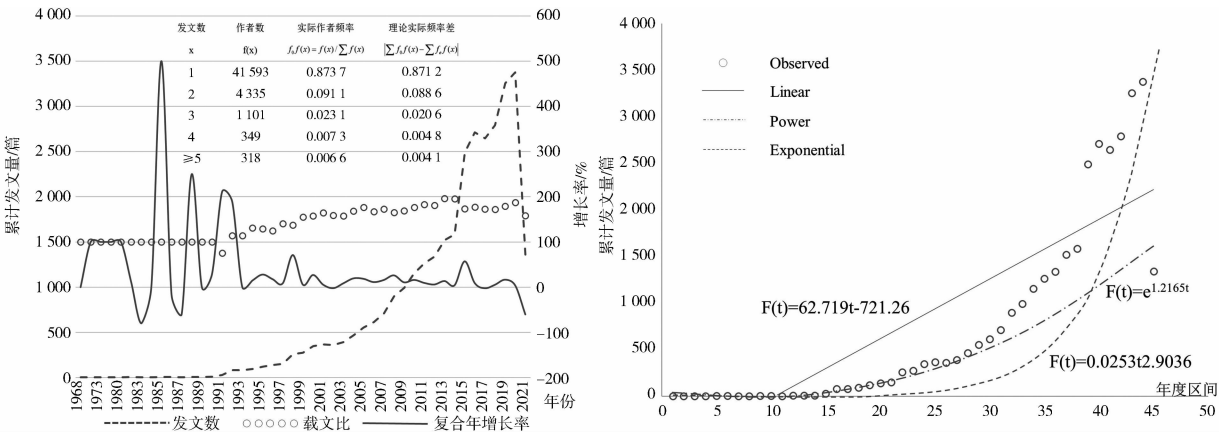 4 000
3 500
3 000
2 500
2 000
1 500
1 000
500
0
累计发文量/篇
发文数 作者数 实际作者频率 理论实际频率差
x f(x) f₀f(x)=f(x)/∑f(x) |∑f₀f(x)−∑fₑf(x)|
1 41 593 0.873 7 0.871 2
2 4 335 0.091 1 0.088 6
3 1 101 0.023 1 0.020 6
4 349 0.007 3 0.004 8
≥5 318 0.006 6 0.004 1
600
500
400
300
200
100
0
−100
−200
增长率/%
1968 1973 1980 1982 1985 1987 1989 1991 1993 1995 1997 1999 2001 2003 2005 2007 2009 2011 2013 2015 2017 2019 2021
年份
发文数 载文比 复合年增长率
4 000
3 500
3 000
2 500
2 000
1 500
1 000
500
0
累计发文量/篇
Observed
Linear
Power
Exponential
F(t)=62.719t-721.26
F(t)=e1.2165t
F(t)=0.0253t2.9036
年度区间
0 5 10 15 20 25 30 35 40 45 50